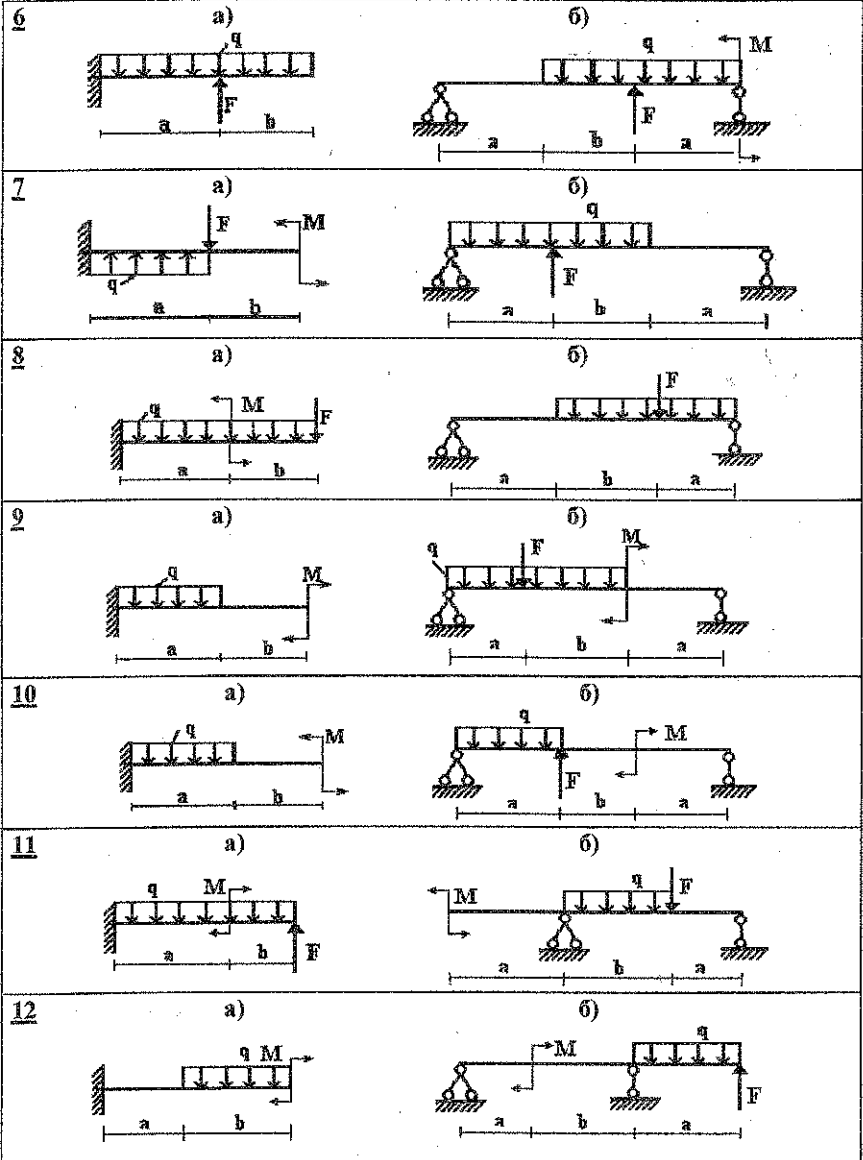 6 а) б)
q
F
a b
q M
F
a b a
7 а) б)
F M
q
a b
q
F
a b a
8 а) б)
q M F
a b
F
a b a
9 а) б)
q M
a b
q F M
a b a
10 а) б)
q M
a b
q M
F
a b a
11 а) б)
q M
F
a b
M q F
a b a
12 а) б)
q M
a b
M q
F
a b a